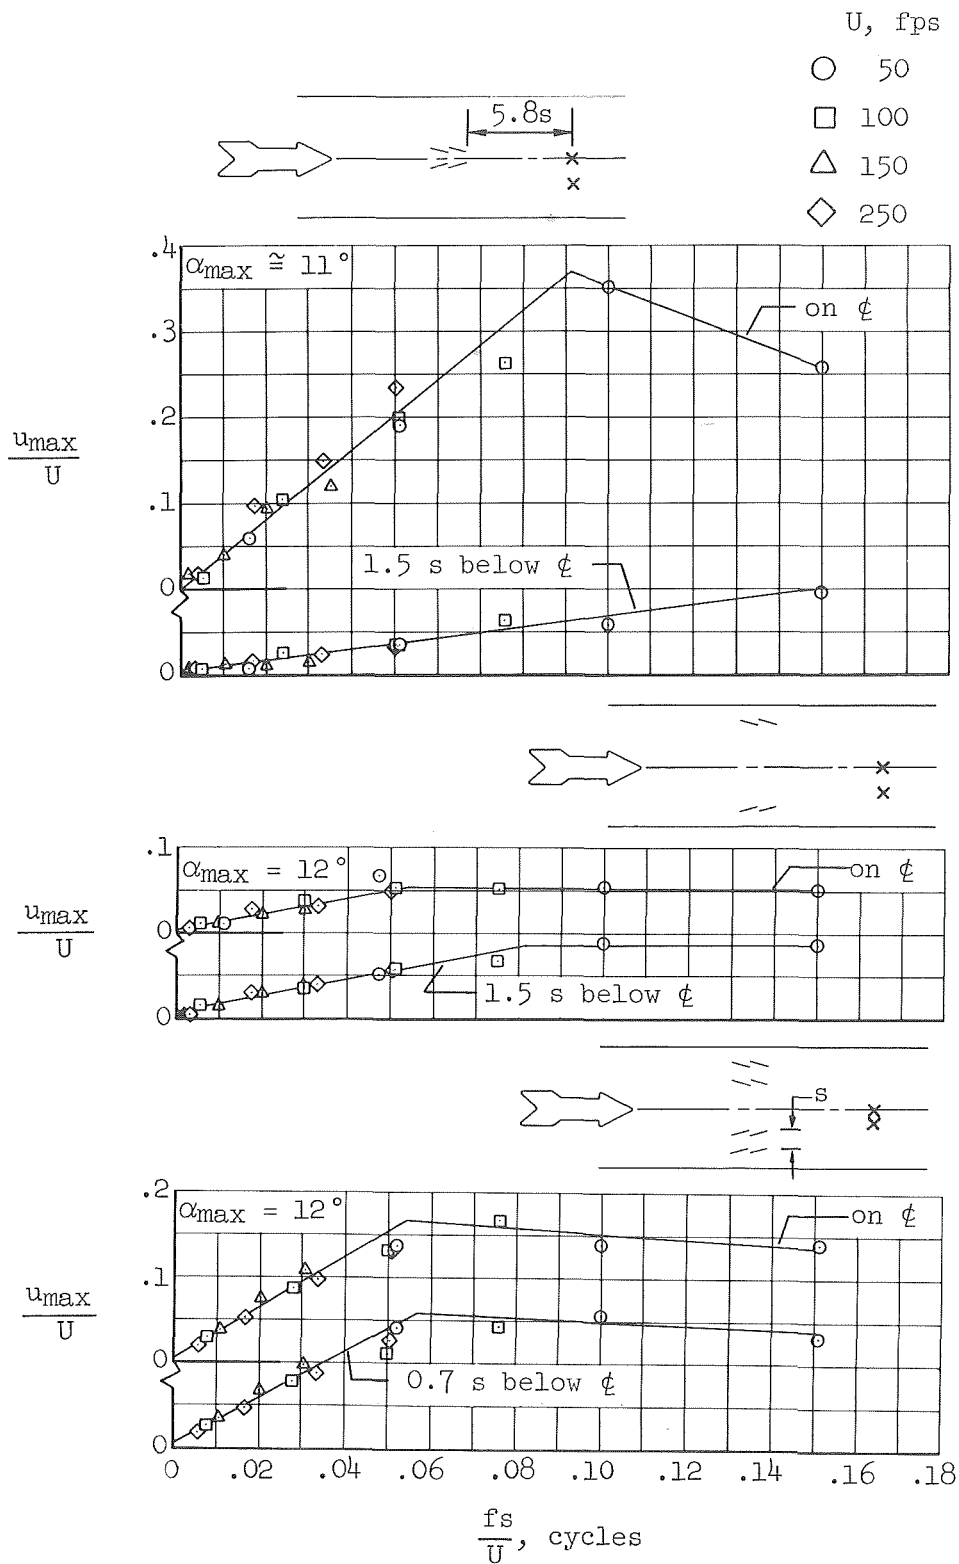 U, fps
50
100
150
250
5.8s
.4
αmax ≅ 11°
on ℄
.3
.2
umax
U
.1
1.5 s below ℄
0
0
.1
αmax = 12°
on ℄
umax
U
0
1.5 s below ℄
0
s
.2
αmax = 12°
on ℄
.1
umax
U
0
0.7 s below ℄
0
0 .02 .04 .06 .08 .10 .12 .14 .16 .18
fs
U , cycles